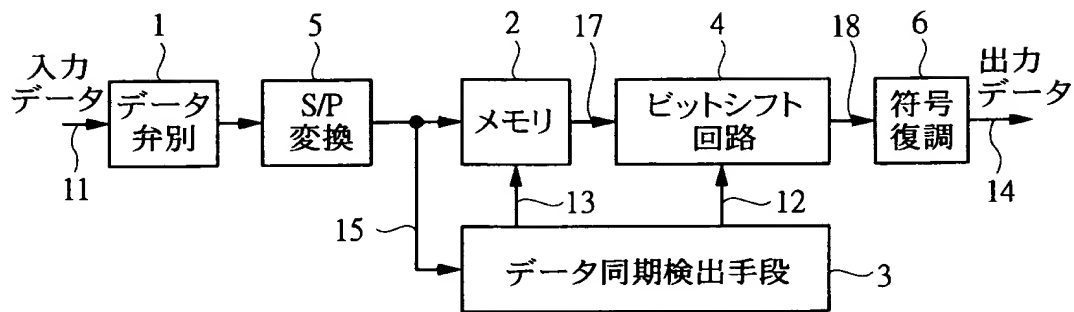 1
5
2
17
4
18
6
入力
データ
データ
弁別
S/P
変換
メモリ
ビットシフト
回路
符号
復調
出力
データ
11
15
13
12
14
データ同期検出手段
3